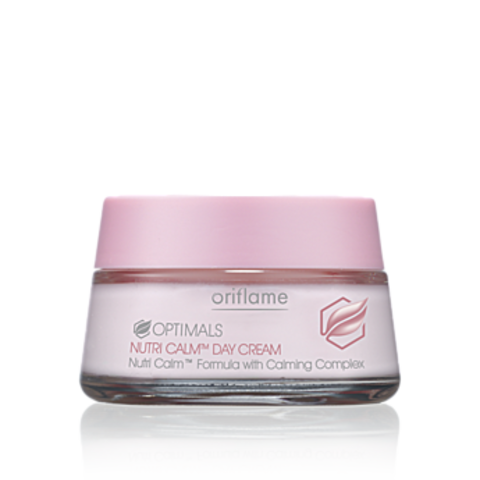 oriflame
OPTIMALS
NUTRI CALM™ DAY CREAM
Nutri Calm™ Formula with Calming Complex